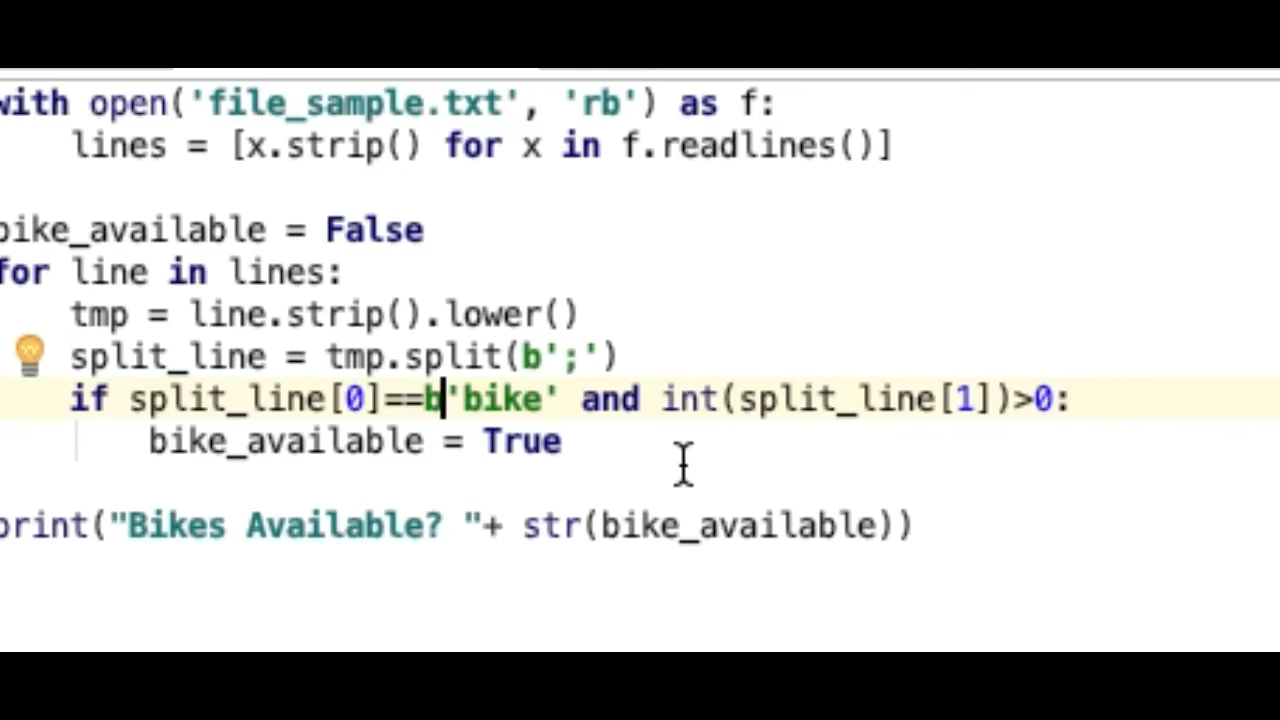 with open('file_sample.txt', 'rb') as f:
lines = [x.strip() for x in f.readlines()]
bike_available = False
for line in lines:
tmp = line.strip().lower()
split_line = tmp.split(b';')
if split_line[0]==b'bike' and int(split_line[1])>0:
bike_available = True
print("Bikes Available? "+ str(bike_available))